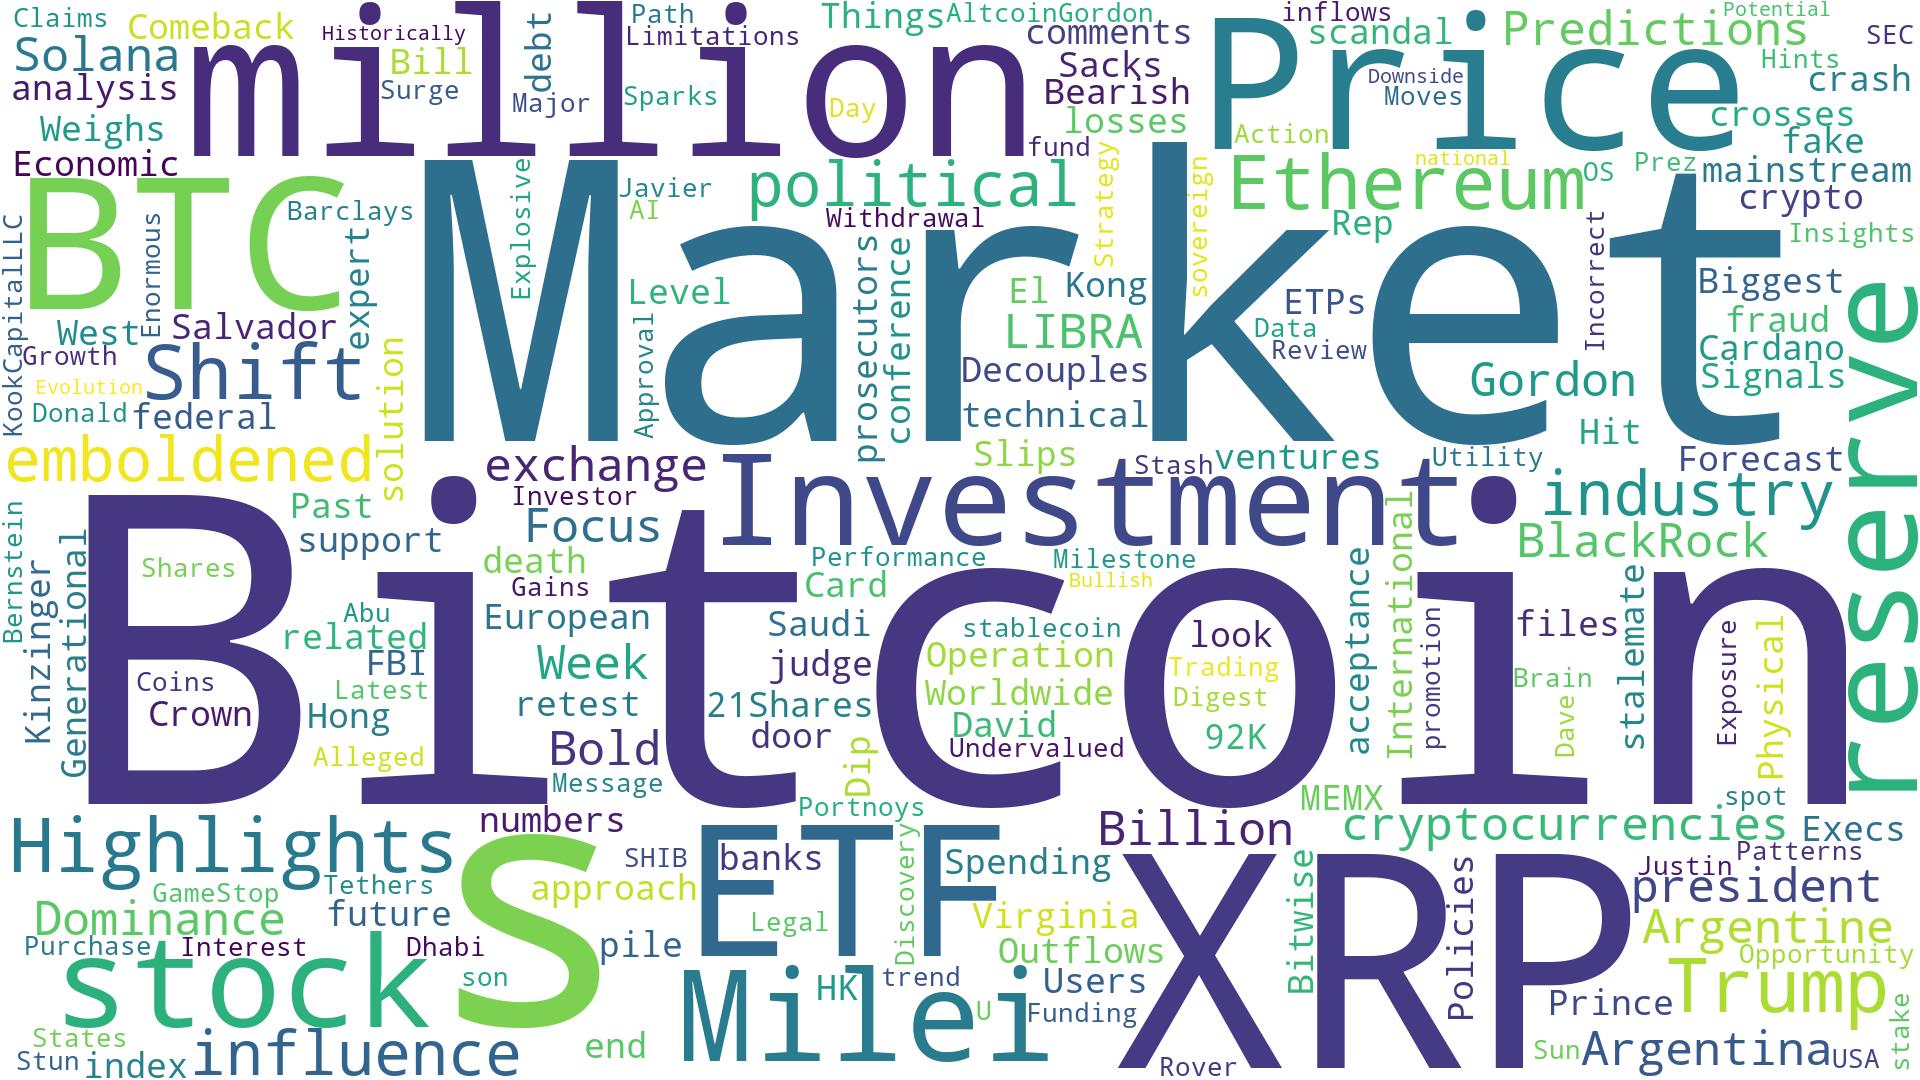 Claims
Comeback
Historically
Path
Limitations
Things
AltcoinGordon
comments
inflows
scandal
Predictions
Potential
SEC
Solana
million
Bill
Surge
debt
Major
Sparks
Day
Sacks
Bearish
losses
fund
Price
Downside
Moves
Action
Hints
crash
crosses
analysis
Weighs
Economic
fake
mainstream
national
OS
Prez
BTC
Barclays
Enormous
expert
Explosive
Javier
AI
political
Withdrawal
Strategy
sovereign
Ethereum
Rep
crypto
Insights
Incorrect
Market
Level
Approval
prosecutors
conference
El
Kong
LIBRA
Decouples
technical
ETPs
Data
Review
Biggest
fraud
Cardano
Signals
Gordon
Hit
reserve
KookCapitalLLC
West
Salvador
Growth
Shift
Evolution
Donald
federal
solution
emboldened
exchange
Investor
Focus
Slips
Stash
ventures
Utility
Forecast
Investment
industry
BlackRock
Past
support
Bernstein
Kinzinger
Generational
Shares
Bitcoin
death
Gains
European
Week
retest
Bold
Message
Performance
Milestone
Bullish
Card
Saudi
judge
21Shares
door
stablecoin
Operation
Worldwide
David
Undervalued
look
Trading
Digest
92K
acceptance
International
promotion
files
Brain
Dave
stalemate
Exposure
Physical
Abu
related
FBI
Latest
Hong
Alleged
Coins
Crown
Dip
Portnoys
MEMX
spot
numbers
Highlights
S
SHIB
banks
ETF
Discovery
Spending
Billion
cryptocurrencies
Execs
Patterns
Justin
president
GameStop
Tethers
future
Dominance
approach
Legal
Virginia
Outflows
XRP
Bitwise
Policies
Argentine
Opportunity
Purchase
Interest
Dhabi
son
pile
stock
Milei
HK
trend
U
Users
Funding
Trump
Prince
States
Stun
index
influence
end
Rover
Sun
Argentina
USA
stake